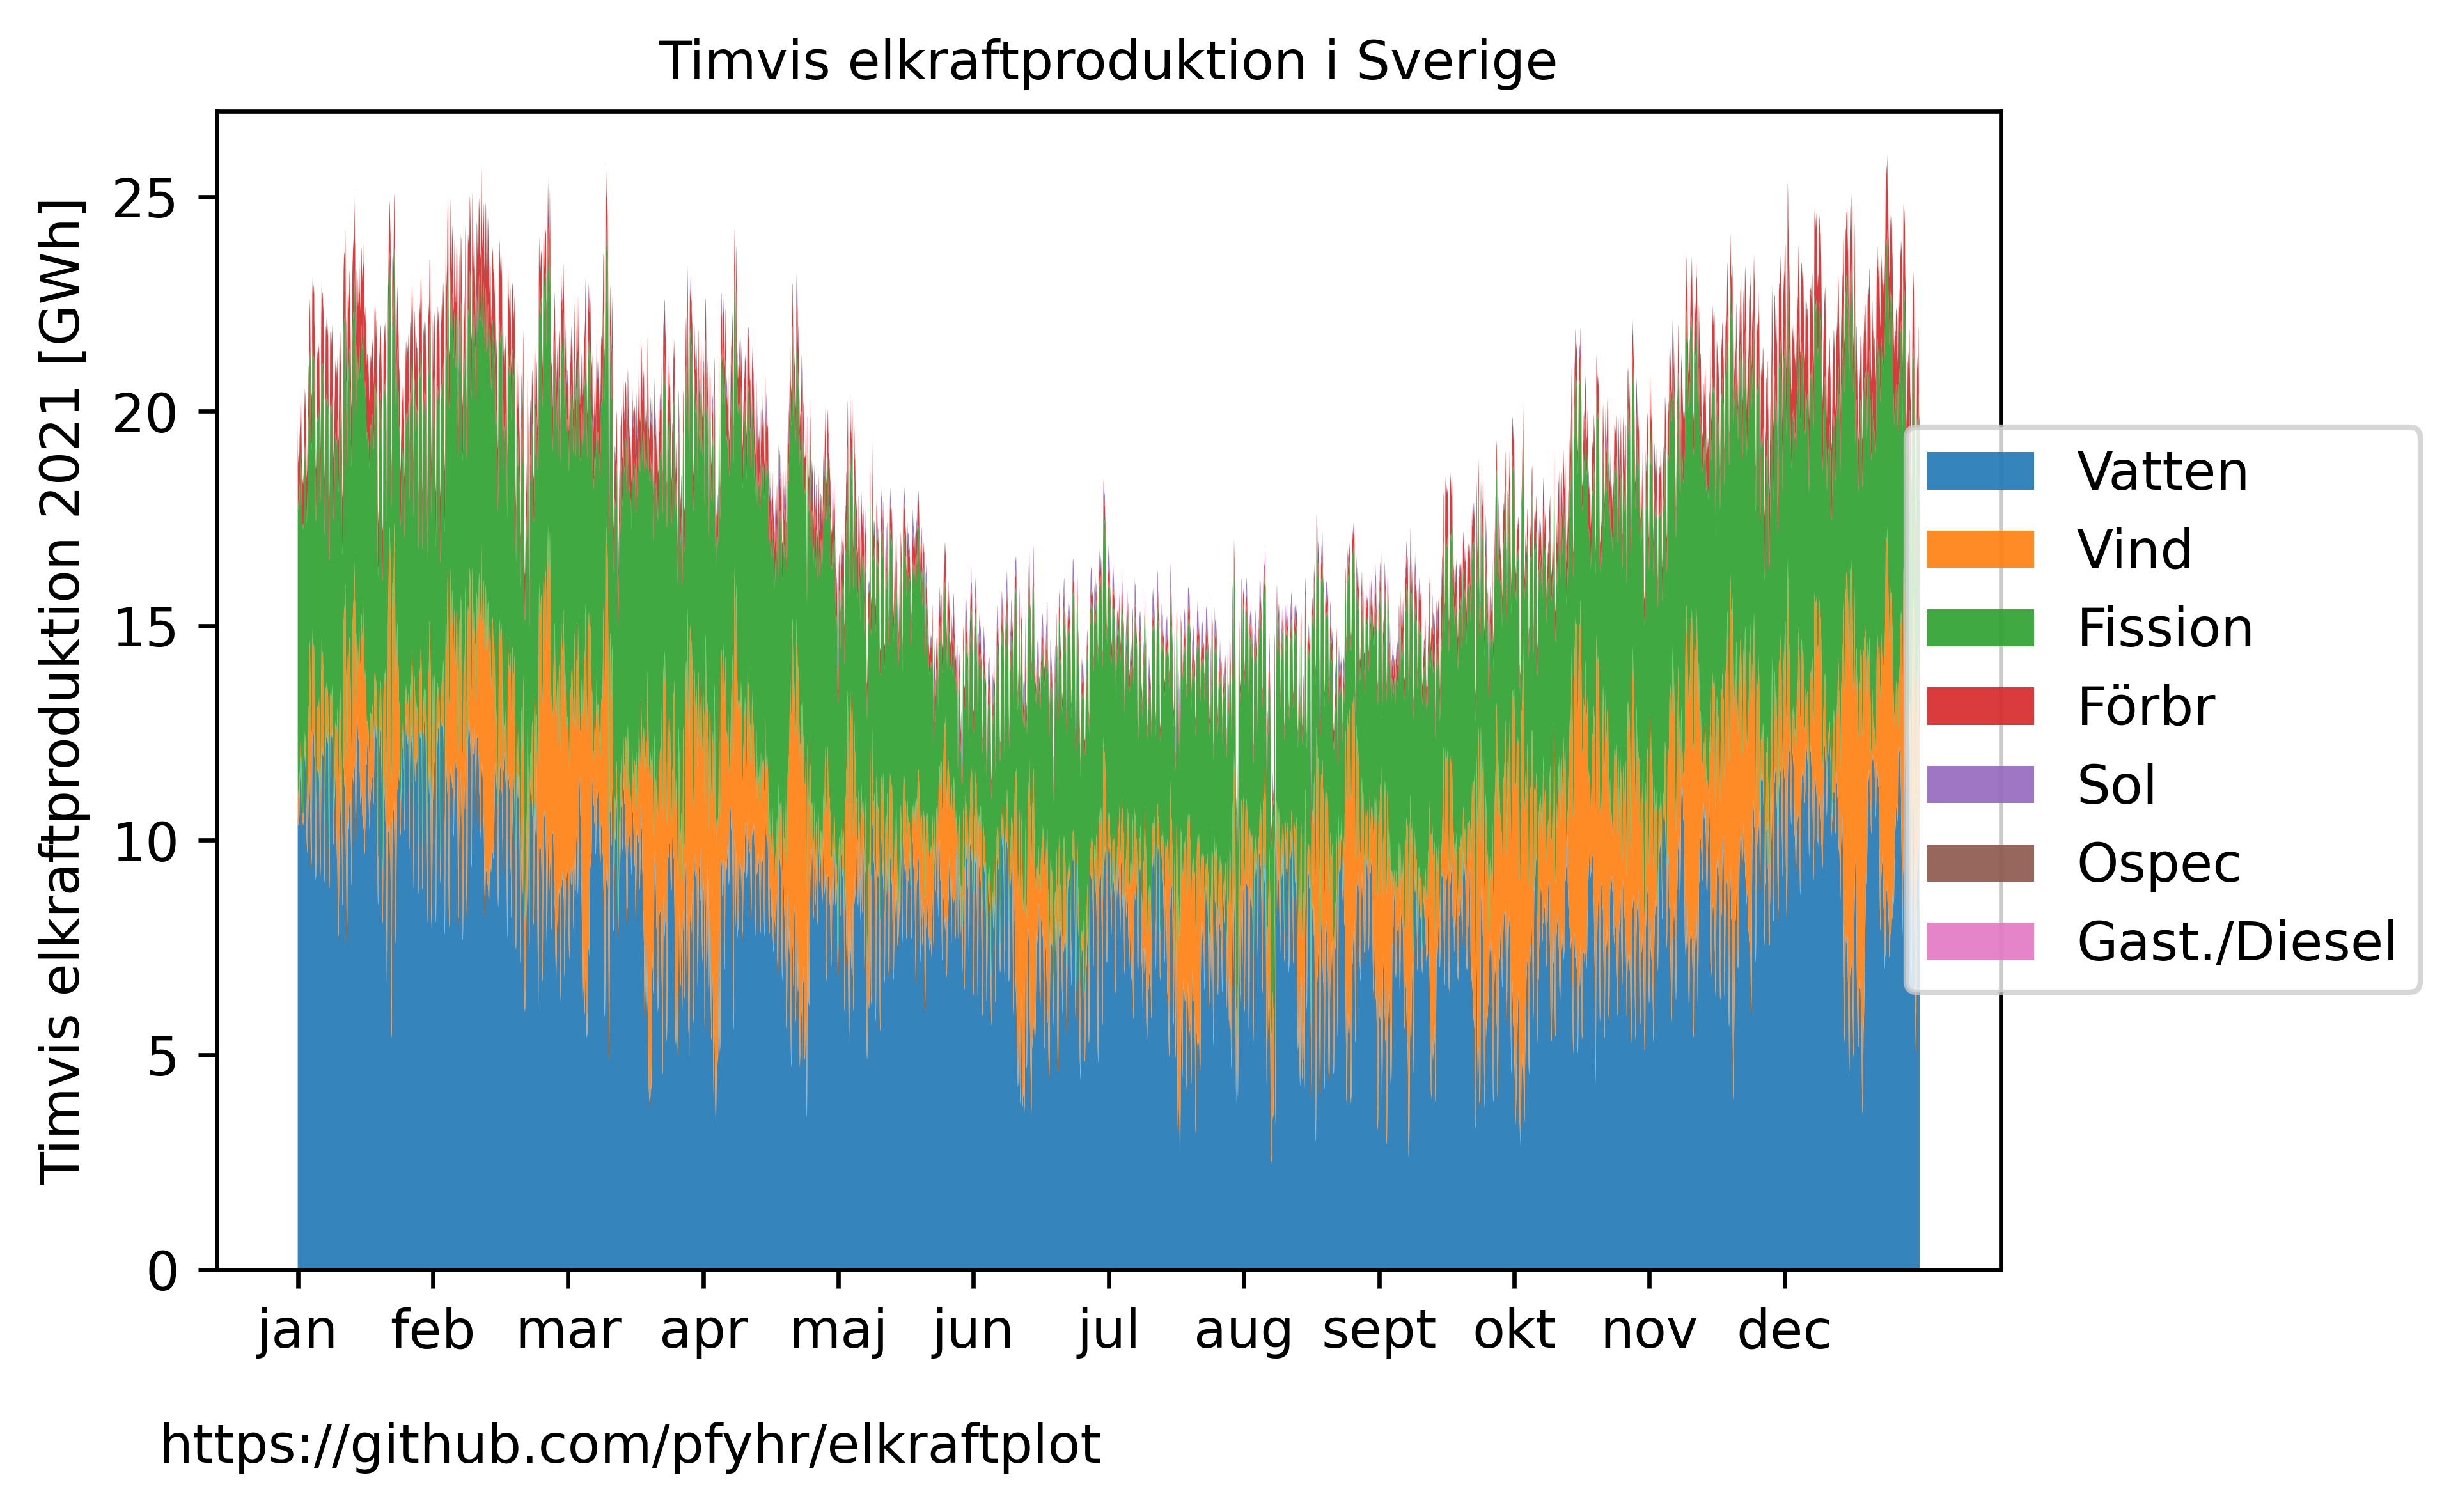 Timvis elkraftproduktion i Sverige
Timvis elkraftproduktion 2021 [GWh]
25
20
15
10
5
0
jan feb mar apr maj jun jul aug sept okt nov dec
Vatten
Vind
Fission
Förbr
Sol
Ospec
Gast./Diesel
https://github.com/pfyhr/elkraftplot